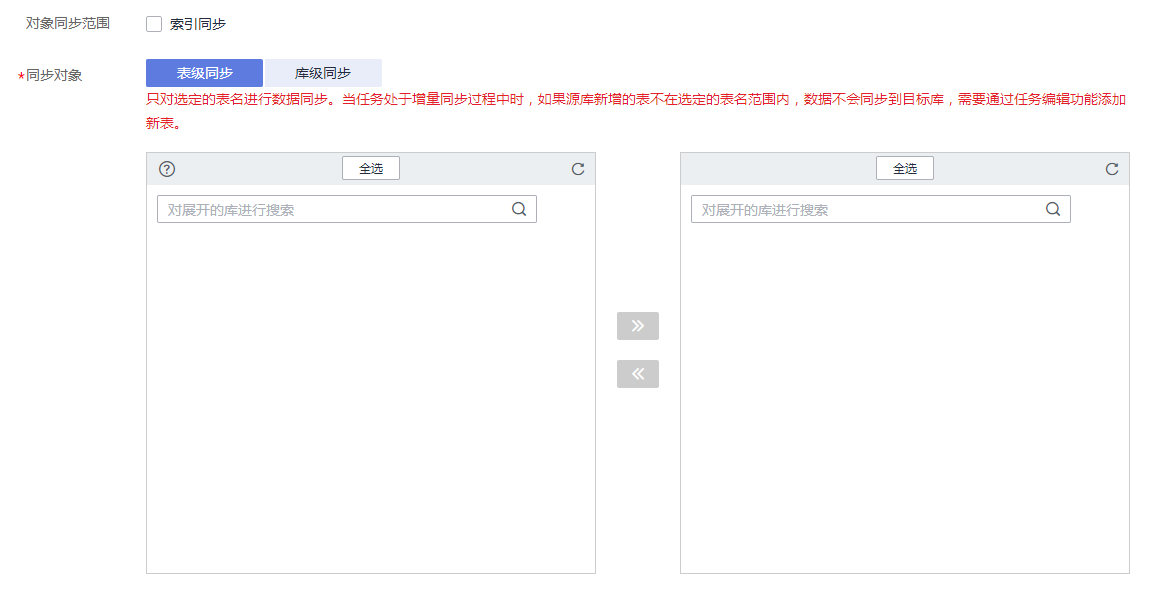 对象同步范围 索引同步
*同步对象 表级同步 库级同步
只对选定的表名进行数据同步。当任务处于增量同步过程中时，如果源库新增的表不在选定的表名范围内，数据不会同步到目标库，需要通过任务编辑功能添加
新表。
? 全选 全选
对展开的库进行搜索 对展开的库进行搜索